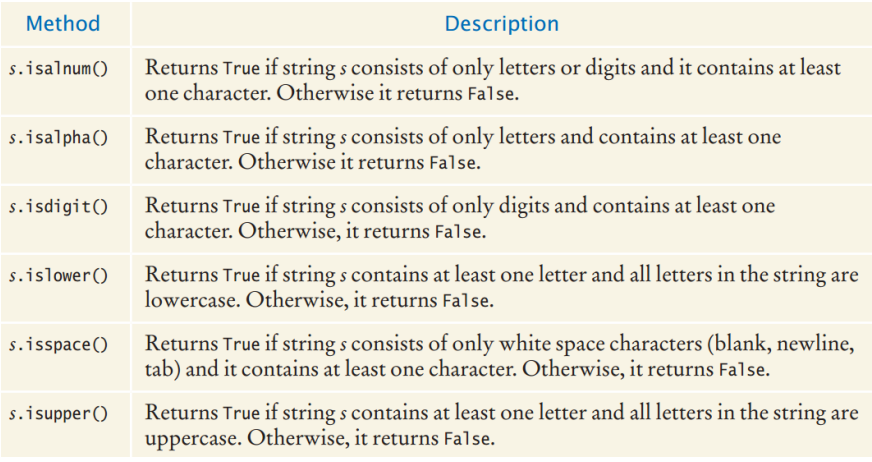 Method Description
s.isalnum() Returns True if string s consists of only letters or digits and it contains at least
one character. Otherwise it returns False.
s.isalpha() Returns True if string s consists of only letters and contains at least one
character. Otherwise it returns False.
s.isdigit() Returns True if string s consists of only digits and contains at least one
character. Otherwise, it returns False.
s.islower() Returns True if string s contains at least one letter and all letters in the string are
lowercase. Otherwise, it returns False.
s.isspace() Returns True if string s consists of only white space characters (blank, newline,
tab) and it contains at least one character. Otherwise, it returns False.
s.isupper() Returns True if string s contains at least one letter and all letters in the string are
uppercase. Otherwise, it returns False.